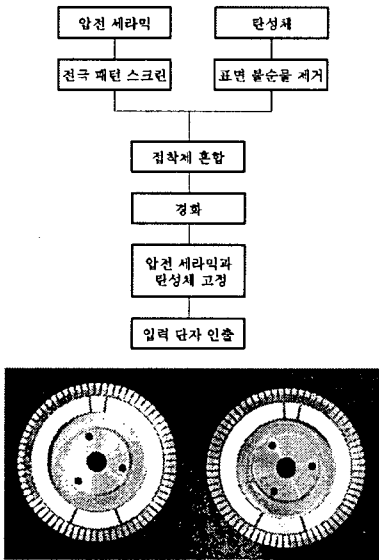 압전 세라믹
탄성체
전극 패턴 스크린
표면 불순물 제거
접착제 혼합
경화
압전 세라믹과
탄성체 고정
입력 단자 인출